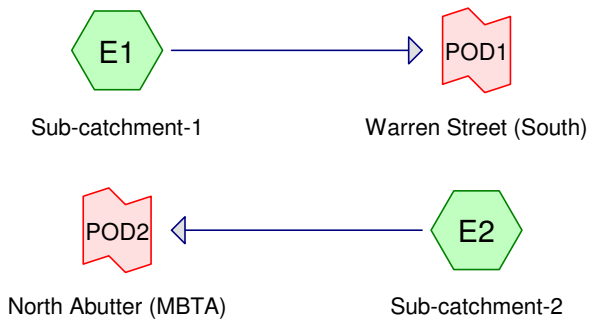 E1
POD1
Sub-catchment-1
Warren Street (South)
POD2
E2
North Abutter (MBTA)
Sub-catchment-2